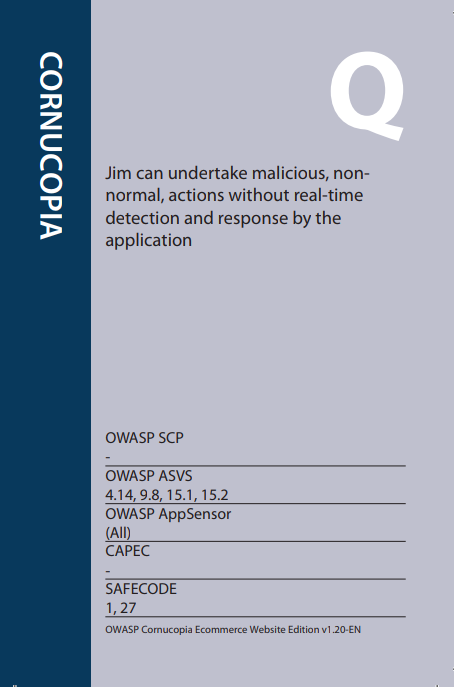 CORNUCOPIA
Q
Jim can undertake malicious, non-
normal, actions without real-time
detection and response by the
application
OWASP SCP
-
OWASP ASVS
4.14, 9.8, 15.1, 15.2
OWASP AppSensor
(All)
CAPEC
-
SAFECODE
1, 27
OWASP Cornucopia Ecommerce Website Edition v1.20-EN